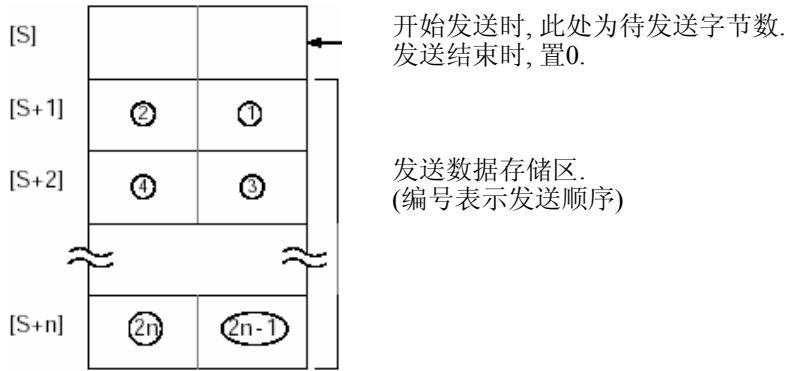 [S]
开始发送时, 此处为待发送字节数.
发送结束时, 置0.
[S+1] ② ①
[S+2] ④ ③
发送数据存储区.
(编号表示发送顺序)
[S+n] 2n 2n-1